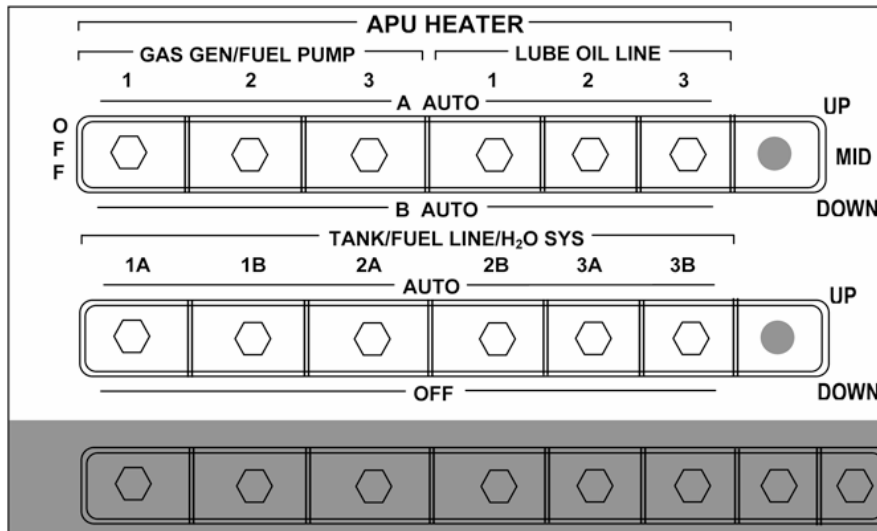 APU HEATER
GAS GEN/FUEL PUMP LUBE OIL LINE
1 2 3 1 2 3
A AUTO UP
OFF MID
B AUTO DOWN
TANK/FUEL LINE/H₂O SYS
1A 1B 2A 2B 3A 3B
AUTO UP
OFF DOWN